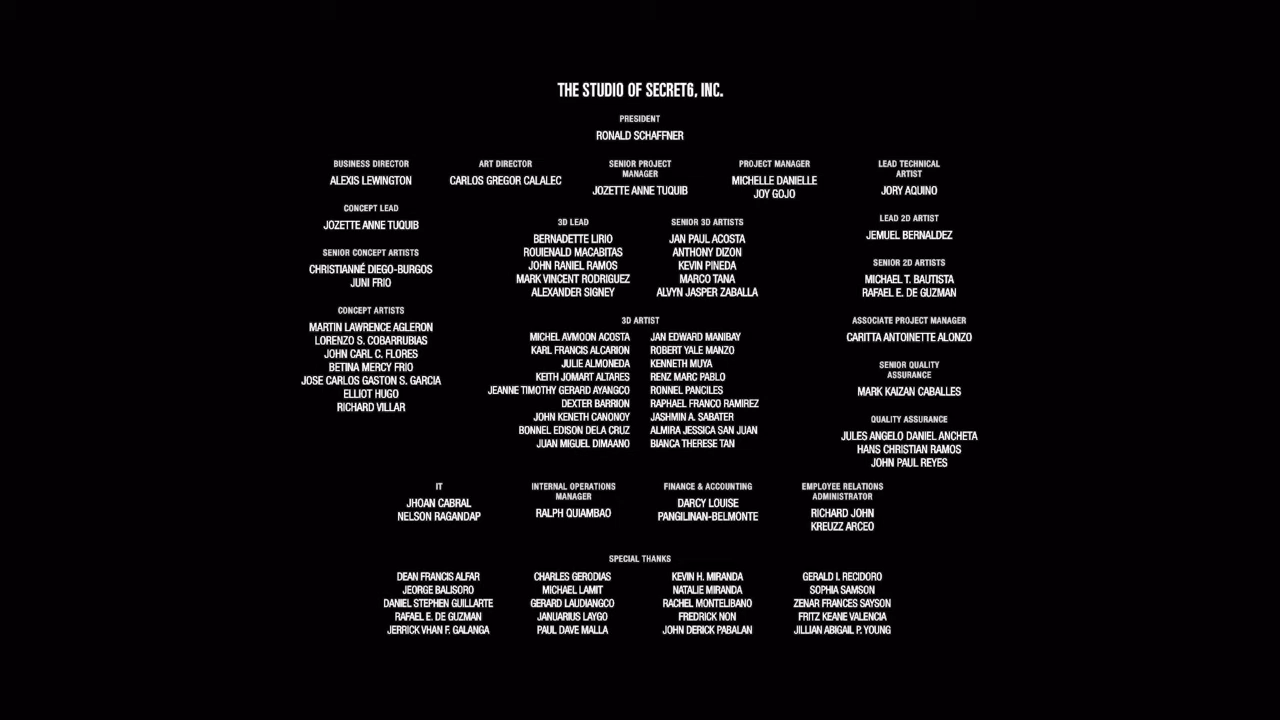 THE STUDIO OF SECRET6, INC.
PRESIDENT
RONALD SCHAFFNER
BUSINESS DIRECTOR
ALEXIS LEWINGTON
ART DIRECTOR
CARLOS GREGOR CALALEC
SENIOR PROJECT
MANAGER
JOZETTE ANNE TUQUIB
PROJECT MANAGER
MICHELLE DANIELLE
JOY GOJO
LEAD TECHNICAL
ARTIST
JORY AQUINO
CONCEPT LEAD
JOZETTE ANNE TUQUIB
SENIOR CONCEPT ARTISTS
CHRISTIANNÉ DIEGO-BURGOS
JUNI FRIO
CONCEPT ARTISTS
MARTIN LAWRENCE AGLERON
LORENZO S. COBARRUBIAS
JOHN CARL C. FLORES
BETINA MERCY FRIO
JOSE CARLOS GASTON S. GARCIA
ELLIOT HUGO
RICHARD VILLAR
3D LEAD
BERNADETTE LIRIO
ROUIENALD MACABITAS
JOHN RANIEL RAMOS
MARK VINCENT RODRIGUEZ
ALEXANDER SIGNEY
SENIOR 3D ARTISTS
JAN PAUL ACOSTA
ANTHONY DIZON
KEVIN PINEDA
MARCO TANA
ALVYN JASPER ZABALLA
3D ARTIST
MICHEL AVMOON ACOSTA
KARL FRANCIS ALCARION
JULIE ALMONEDA
KEITH JOMART ALTARES
JEANNE TIMOTHY GERARD AYANGCO
DEXTER BARRION
JOHN KENETH CANONOY
BONNEL EDISON DELA CRUZ
JUAN MIGUEL DIMAANO
JAN EDWARD MANIBAY
ROBERT YALE MANZO
KENNETH MUYA
RENZ MARC PABLO
RONNEL PANCILES
RAPHAEL FRANCO RAMIREZ
JASHMIN A. SABATER
ALMIRA JESSICA SAN JUAN
BIANCA THERESE TAN
LEAD 2D ARTIST
JEMUEL BERNALDEZ
SENIOR 2D ARTISTS
MICHAEL T. BAUTISTA
RAFAEL E. DE GUZMAN
ASSOCIATE PROJECT MANAGER
CARITTA ANTOINETTE ALONZO
SENIOR QUALITY
ASSURANCE
MARK KAIZAN CABALLES
QUALITY ASSURANCE
JULES ANGELO DANIEL ANCHETA
HANS CHRISTIAN RAMOS
JOHN PAUL REYES
IT
JHOAN CABRAL
NELSON RAGANDAP
INTERNAL OPERATIONS
MANAGER
RALPH QUIAMBAO
FINANCE & ACCOUNTING
DARCY LOUISE
PANGILINAN-BELMONTE
EMPLOYEE RELATIONS
ADMINISTRATOR
RICHARD JOHN
KREUZZ ARCEO
SPECIAL THANKS
DEAN FRANCIS ALFAR
JEORGE BALISORO
DANIEL STEPHEN GUILLARTE
RAFAEL E. DE GUZMAN
JERRICK VHAN F. GALANGA
CHARLES GERODIAS
MICHAEL LAMIT
GERARD LAUDIANGCO
JANUARIUS LAYGO
PAUL DAVE MALLA
KEVIN H. MIRANDA
NATALIE MIRANDA
RACHEL MONTELIBANO
FREDRICK NON
JOHN DERICK PABALAN
GERALD I. RECIDORO
SOPHIA SAMSON
ZENAR FRANCES SAYSON
FRITZ KEANE VALENCIA
JILLIAN ABIGAIL P. YOUNG